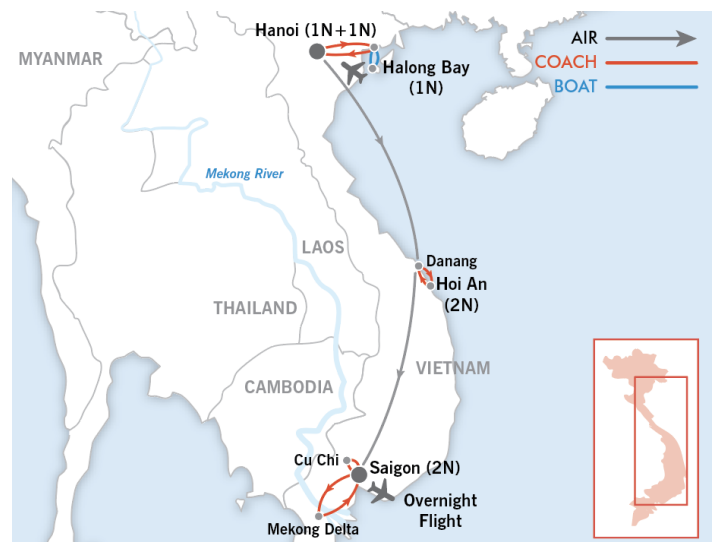 Hanoi (1N+1N)
AIR
MYANMAR
COACH
Halong Bay
(1N)
BOAT
Mekong River
LAOS
Danang
Hoi An
(2N)
THAILAND
VIETNAM
CAMBODIA
Cu Chi
Saigon (2N)
Overnight
Flight
Mekong Delta